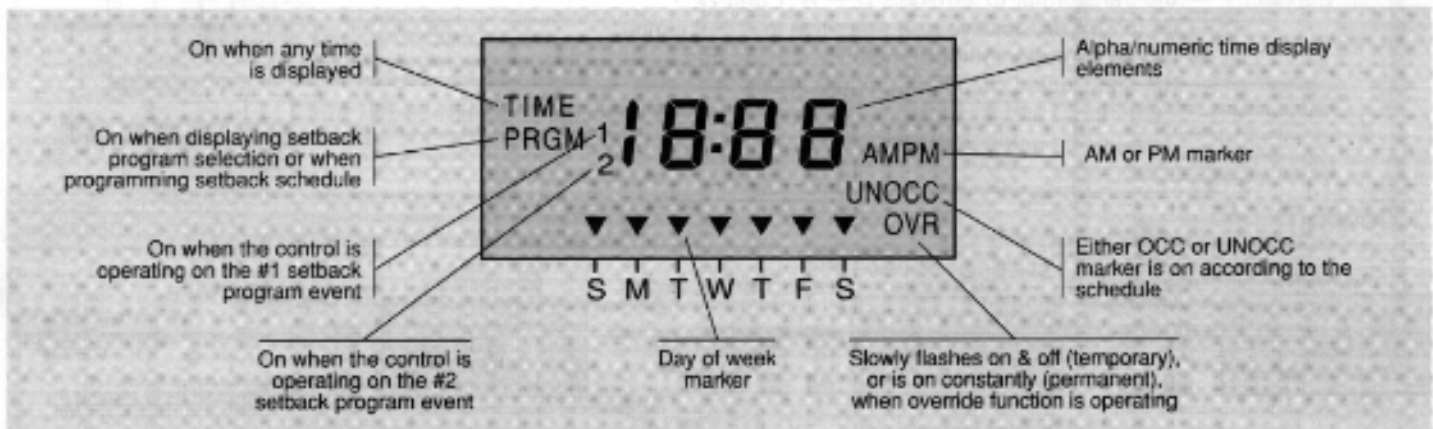 On when any time
is displayed
On when displaying setback
program selection or when
programming setback schedule
On when the control is
operating on the #1 setback
program event
On when the control is
operating on the #2
setback program event
TIME
PRGM
1
2
18:88
AMPM
UNOCC
OVR
S M T W T F S
Day of week
marker
Alpha/numeric time display
elements
AM or PM marker
Either OCC or UNOCC
marker is on according to the
schedule
Slowly flashes on & off (temporary),
or is on constantly (permanent),
when override function is operating